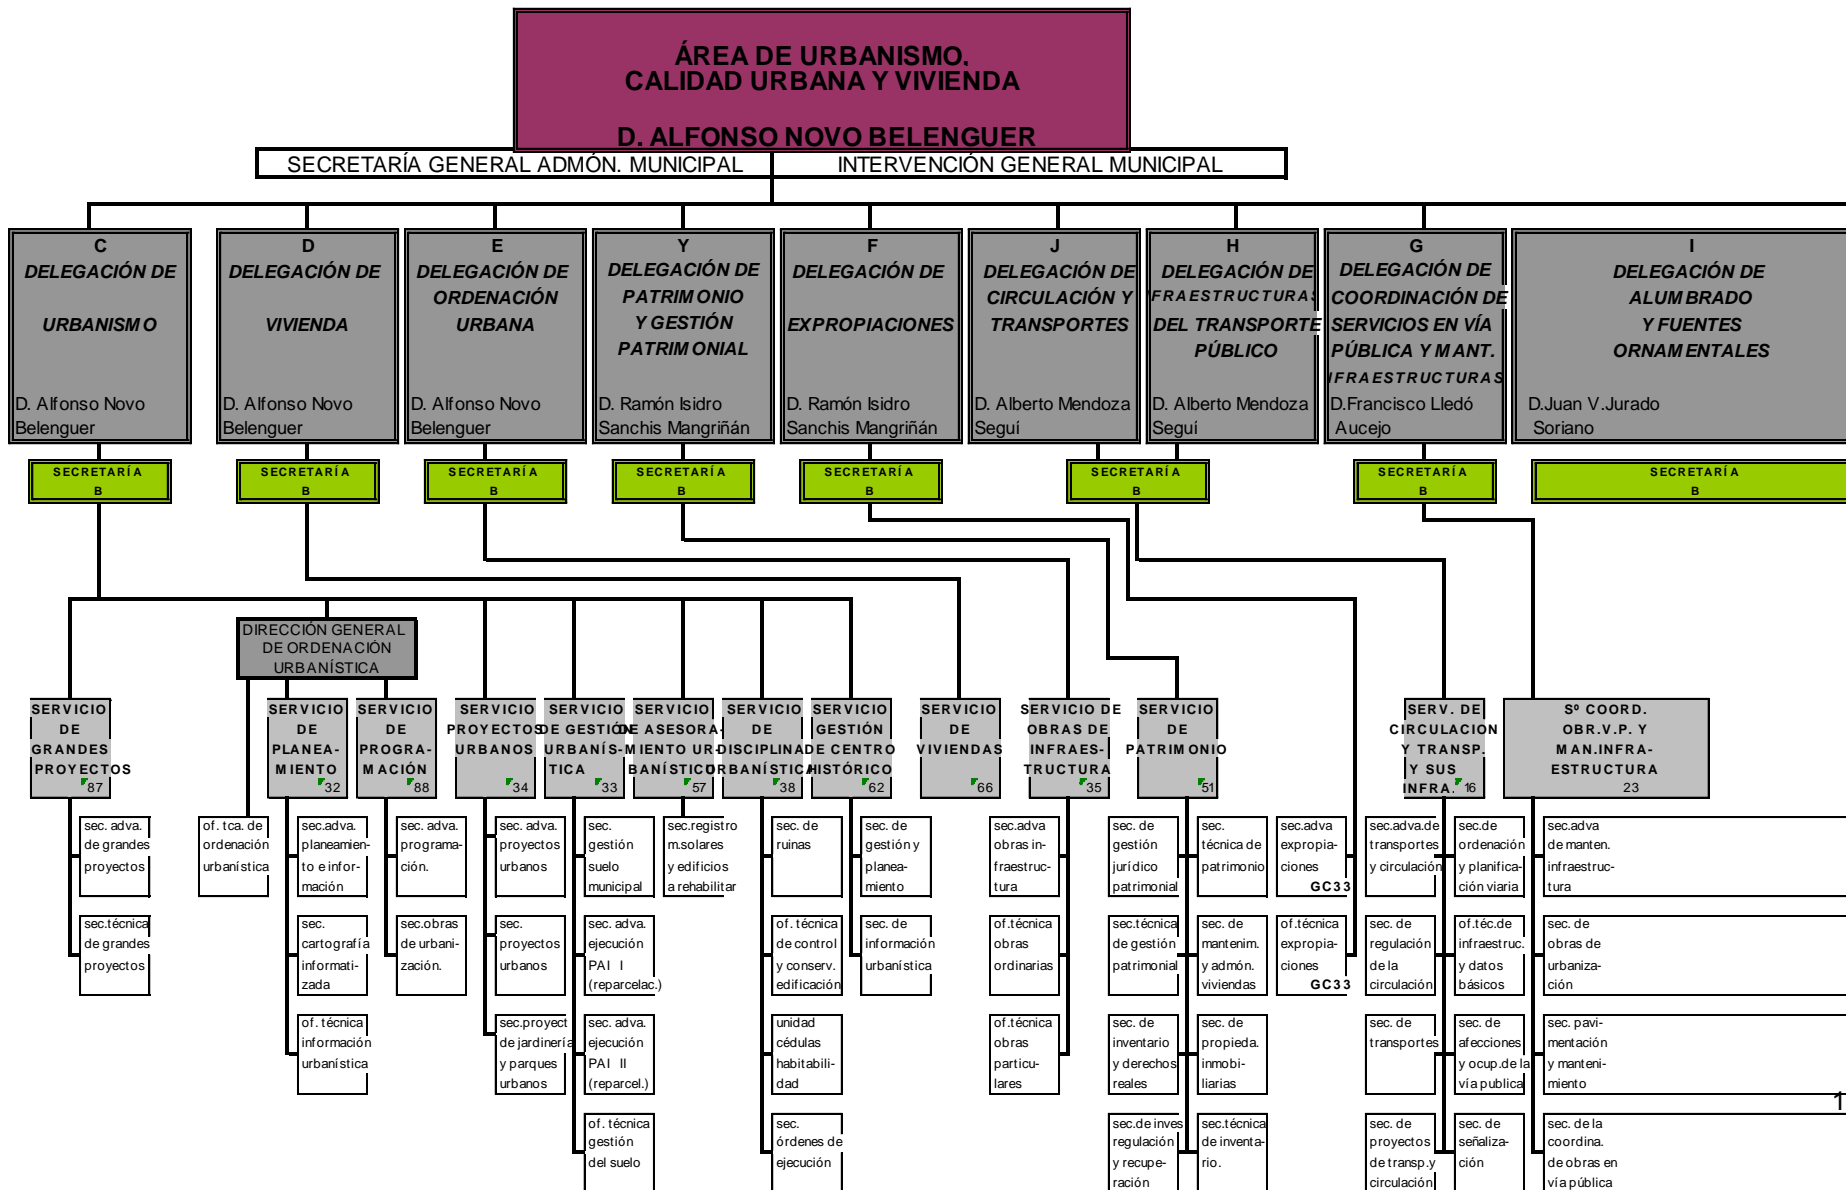 ÁREA DE URBANISMO.
CALIDAD URBANA Y VIVIENDA
D. ALFONSO NOVO BELENGUER
SECRETARÍA GENERAL ADMÓN. MUNICIPAL
INTERVENCIÓN GENERAL MUNICIPAL
C
DELEGACIÓN DE
URBANISMO
D. Alfonso Novo
Belenguer
D
DELEGACIÓN DE
VIVIENDA
D. Alfonso Novo
Belenguer
E
DELEGACIÓN DE
ORDENACIÓN
URBANA
D. Alfonso Novo
Belenguer
Y
DELEGACIÓN DE
PATRIMONIO
Y GESTIÓN
PATRIMONIAL
D. Ramón Isidro
Sanchis Mangriñán
F
DELEGACIÓN DE
EXPROPIACIONES
D. Ramón Isidro
Sanchis Mangriñán
J
DELEGACIÓN DE
CIRCULACIÓN Y
TRANSPORTES
D. Alberto Mendoza
Seguí
H
DELEGACIÓN DE
FRAESTRUCTURAS
DEL TRANSPORTE
PÚBLICO
D. Alberto Mendoza
Seguí
G
DELEGACIÓN DE
COORDINACIÓN DE
SERVICIOS EN VÍA
PÚBLICA Y MANT.
IFRAESTRUCTURAS
D.Francisco Lledó
Aucejo
I
DELEGACIÓN DE
ALUMBRADO
Y FUENTES
ORNAMENTALES
D.Juan V.Jurado
Soriano
SECRETARÍA
B
SECRETARÍA
B
SECRETARÍA
B
SECRETARÍA
B
SECRETARÍA
B
SECRETARÍA
B
SECRETARÍA
B
SECRETARÍA
B
DIRECCIÓN GENERAL
DE ORDENACIÓN
URBANÍSTICA
SERVICIO
DE
GRANDES
PROYECTOS
87
SERVICIO
DE
PLANEA-
MIENTO
32
SERVICIO
DE
PROGRA-
MACIÓN
88
SERVICIO
PROYECTOS
URBANOS
34
SERVICIO
DE GESTIÓN
URBANÍS-
TICA
33
SERVICIO
DE ASESORA-
MIENTO UR-
BANÍSTICO
57
SERVICIO
DE
DISCIPLINA
URBANÍSTICA
38
SERVICIO
GESTIÓN
DE CENTRO
HISTÓRICO
62
SERVICIO
DE
VIVIENDAS
66
SERVICIO DE
OBRAS DE
INFRAES-
TRUCTURA
35
SERVICIO
DE
PATRIMONIO
51
SERV. DE
CIRCULACION
Y TRANSP.
Y SUS
INFRA.
16
Sº COORD.
OBR.V.P. Y
MAN.INFRA-
ESTRUCTURA
23
sec. adva.
de grandes
proyectos
sec.técnica
de grandes
proyectos
of. tca. de
ordenación
urbanística
sec.adva.
planeamien-
to e infor-
mación
sec.
cartografía
informati-
zada
of. técnica
información
urbanística
sec. adva.
programa-
ción.
sec.obras
de urbani-
zación.
sec. adva.
proyectos
urbanos
sec.
proyectos
urbanos
sec.proyect
de jardinería
y parques
urbanos
sec.
gestión
suelo
municipal
sec. adva.
ejecución
PAI I
(reparcelac.)
sec. adva.
ejecución
PAI II
(reparcel.)
of. técnica
gestión
del suelo
sec.registro
m.solares
y edificios
a rehabilitar
sec. de
ruinas
of. técnica
de control
y conserv.
edificación
unidad
cédulas
habitabili-
dad
sec.
órdenes de
ejecución
sec. de
gestión y
planea-
miento
sec. de
información
urbanística
sec.adva
obras in-
fraestruc-
tura
of.técnica
obras
ordinarias
of.técnica
obras
particu-
lares
sec. de
gestión
jurídico
patrimonial
sec.técnica
de gestión
patrimonial
sec. de
inventario
y derechos
reales
sec.de inves
regulación
y recupe-
ración
sec.
técnica de
patrimonio
sec. de
mantenim.
y admón.
viviendas
sec. de
propieda.
inmobi-
liarias
sec.técnica
de inventa-
rio.
sec.adva
expropia-
ciones
GC33
of.técnica
expropia-
ciones
GC33
sec.adva.de
transportes
y circulación
sec. de
regulación
de la
circulación
sec. de
transportes
sec. de
proyectos
de transp.y
circulación
sec.de
ordenación
y planifica-
ción viaria
of.téc.de
infraestruc.
y datos
básicos
sec. de
afecciones
y ocup.de la
vía publica
sec. de
señaliza-
ción
sec.adva
de manten.
infraestruc-
tura
sec. de
obras de
urbaniza-
ción
sec. pavi-
mentación
y manteni-
miento
sec. de la
coordina.
de obras en
vía pública
1